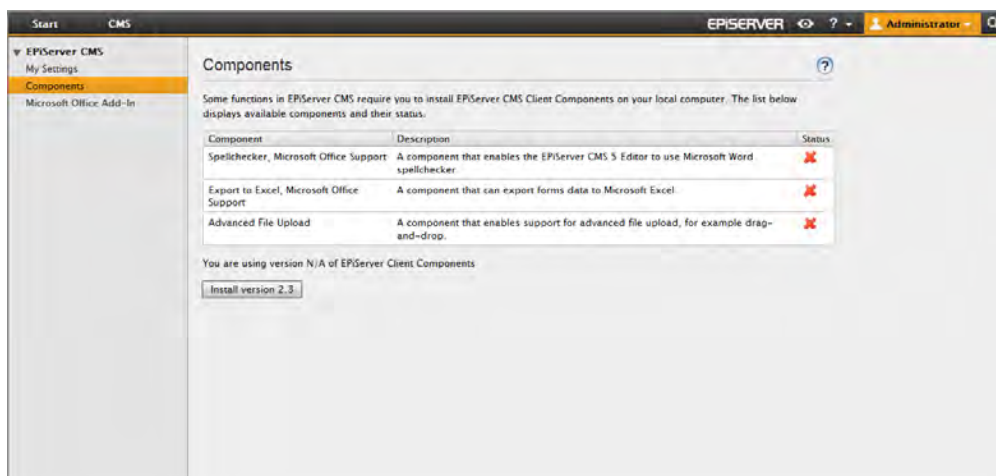 Start CMS EPiSERVER ? Administrator
EPiServer CMS
My Settings
Components
Microsoft Office Add-In
Components ?
Some functions in EPiServer CMS require you to install EPiServer CMS Client Components on your local computer. The list below
displays available components and their status.
Component Description Status
Spellchecker, Microsoft Office Support A component that enables the EPiServer CMS 5 Editor to use Microsoft Word
spellchecker.
Export to Excel, Microsoft Office A component that can export forms data to Microsoft Excel.
Support
Advanced File Upload A component that enables support for advanced file upload, for example drag-
and-drop.
You are using version N/A of EPiServer Client Components
Install version 2.3